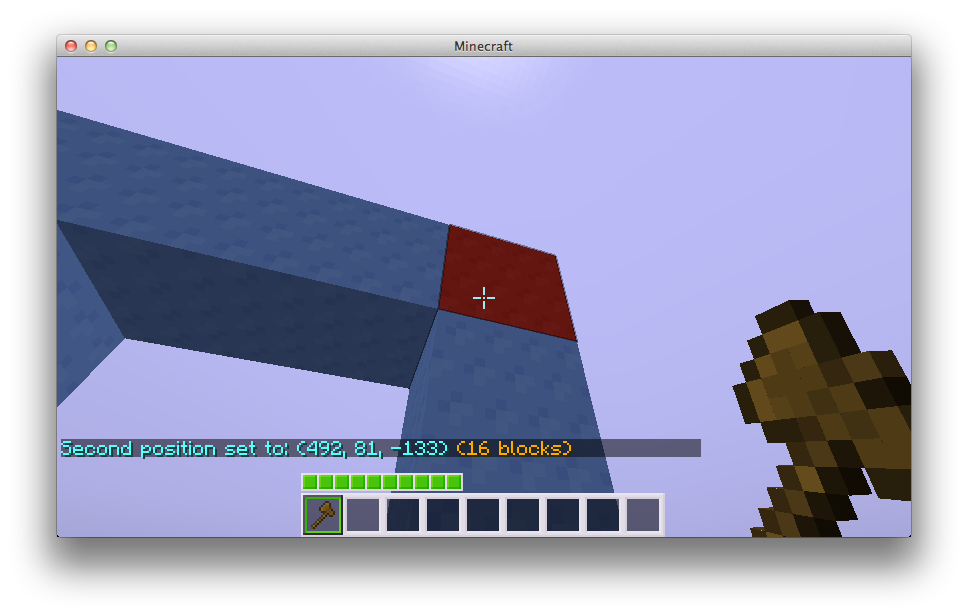 Minecraft
Second position set to: (492, 81, -133) (16 blocks)